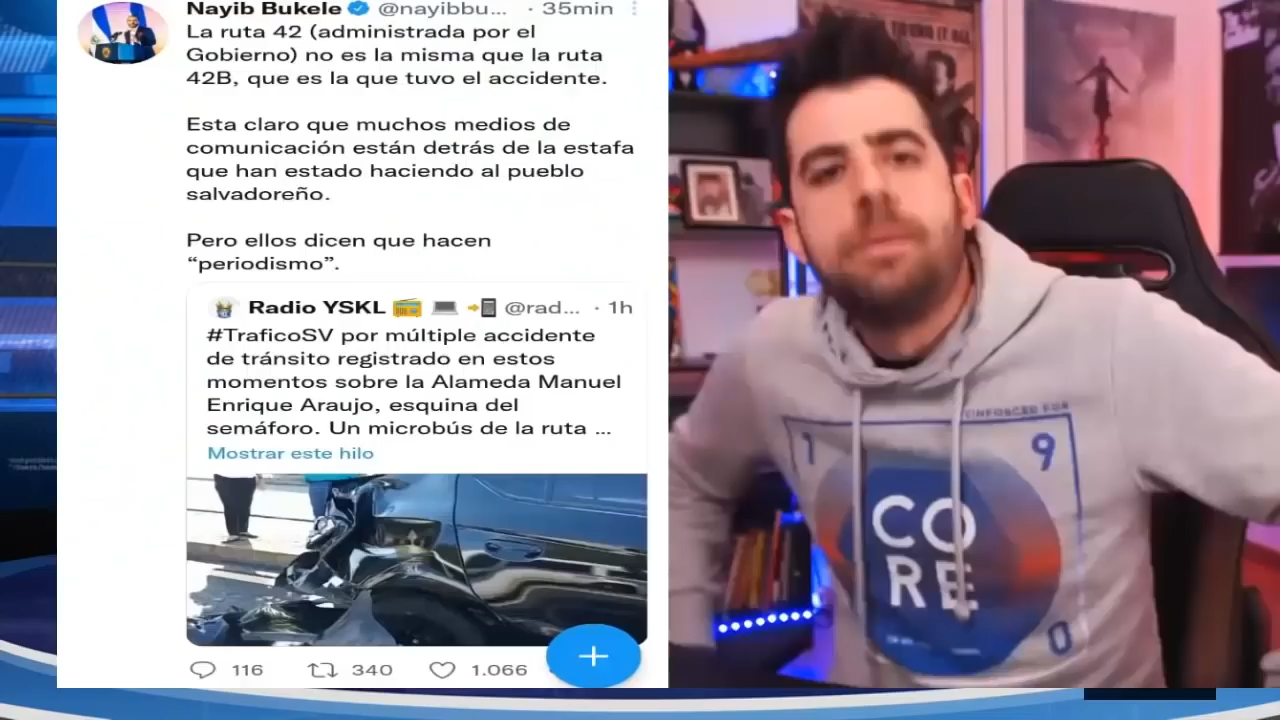 Nayib Bukele @nayibbu... · 35min
La ruta 42 (administrada por el
Gobierno) no es la misma que la ruta
42B, que es la que tuvo el accidente.
Esta claro que muchos medios de
comunicación están detrás de la estafa
que han estado haciendo al pueblo
salvadoreño.
Pero ellos dicen que hacen
“periodismo”.
Radio YSKL @rad... · 1h
#TraficoSV por múltiple accidente
de tránsito registrado en estos
momentos sobre la Alameda Manuel
Enrique Araujo, esquina del
semáforo. Un microbús de la ruta ...
Mostrar este hilo
116 340 1.066
1 9
CO
RE
0